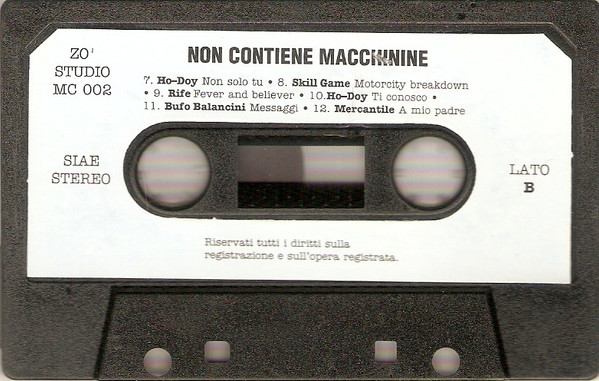 ZO'
STUDIO
MC 002
NON CONTIENE MACCHININE
7. Ho-Doy Non solo tu • 8. Skill Game Motorcity breakdown
• 9. Rife Fever and believer • 10.Ho-Doy Ti conosco •
11. Bufo Balancini Messaggi • 12. Mercantile A mio padre
SIAE
STEREO
LATO
B
Riservati tutti i diritti sulla
registrazione e sull'opera registrata.